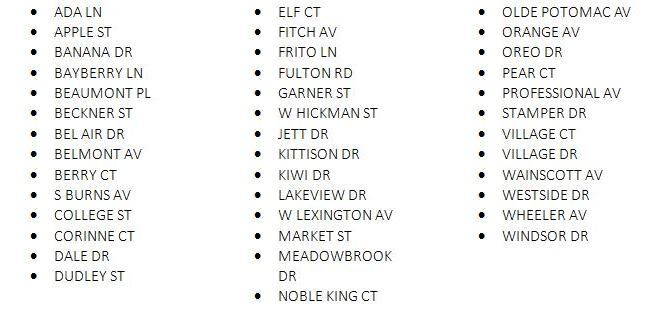 ADA LN
APPLE ST
BANANA DR
BAYBERRY LN
BEAUMONT PL
BECKNER ST
BEL AIR DR
BELMONT AV
BERRY CT
S BURNS AV
COLLEGE ST
CORINNE CT
DALE DR
DUDLEY ST
ELF CT
FITCH AV
FRITO LN
FULTON RD
GARNER ST
W HICKMAN ST
JETT DR
KITTISON DR
KIWI DR
LAKEVIEW DR
W LEXINGTON AV
MARKET ST
MEADOWBROOK
DR
NOBLE KING CT
OLDE POTOMAC AV
ORANGE AV
OREO DR
PEAR CT
PROFESSIONAL AV
STAMPER DR
VILLAGE CT
VILLAGE DR
WAINSCOTT AV
WESTSIDE DR
WHEELER AV
WINDSOR DR